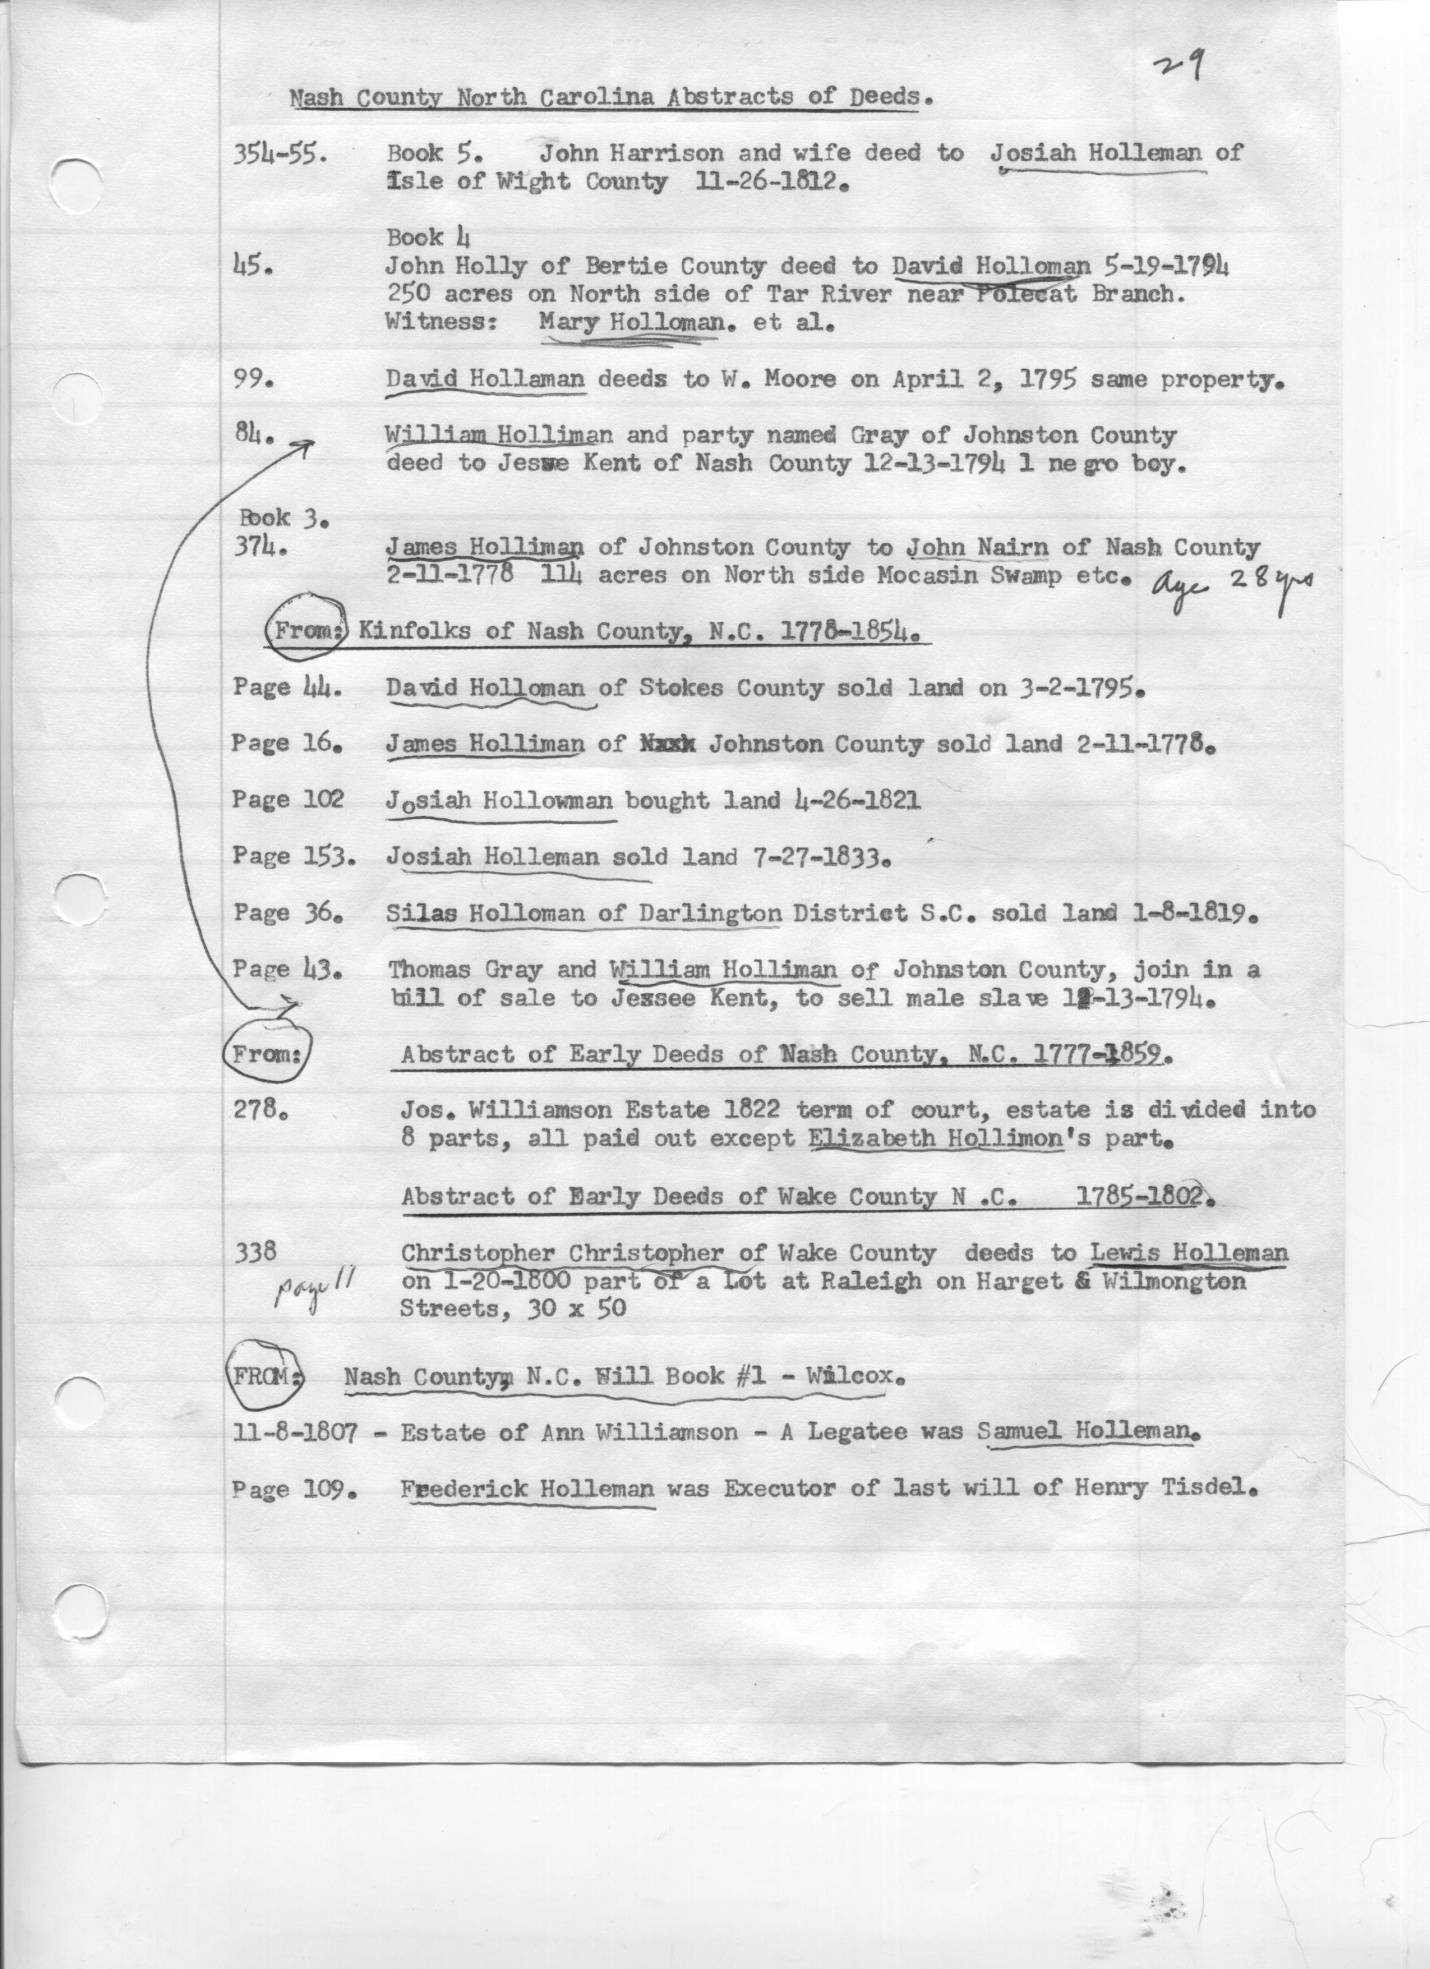 29
Nash County North Carolina Abstracts of Deeds.
354-55. Book 5. John Harrison and wife deed to Josiah Holleman of
Isle of Wight County 11-26-1812.
Book 4
45. John Holly of Bertie County deed to David Holloman 5-19-1794
250 acres on North side of Tar River near Polecat Branch.
Witness: Mary Holloman. et al.
99. David Hollaman deeds to W. Moore on April 2, 1795 same property.
84. William Holliman and party named Gray of Johnston County
deed to Jesse Kent of Nash County 12-13-1794 1 negro boy.
Book 3.
374. James Holliman of Johnston County to John Nairn of Nash County
2-11-1778 114 acres on North side Mocasin Swamp etc. age 28 yrs
From: Kinfolks of Nash County, N.C. 1778-1854.
Page 44. David Holloman of Stokes County sold land on 3-2-1795.
Page 16. James Holliman of Nxxx Johnston County sold land 2-11-1778.
Page 102 Josiah Hollowman bought land 4-26-1821
Page 153. Josiah Holleman sold land 7-27-1833.
Page 36. Silas Holloman of Darlington District S.C. sold land 1-8-1819.
Page 43. Thomas Gray and William Holliman of Johnston County, join in a
bill of sale to Jessee Kent, to sell male slave 12-13-1794.
From: Abstract of Early Deeds of Nash County, N.C. 1777-1859.
278. Jos. Williamson Estate 1822 term of court, estate is divided into
8 parts, all paid out except Elizabeth Hollimon's part.
Abstract of Early Deeds of Wake County N .C. 1785-1802.
338 Christopher Christopher of Wake County deeds to Lewis Holleman
page 11 on 1-20-1800 part of a Lot at Raleigh on Harget & Wilmongton
Streets, 30 x 50
FROM: Nash County, N.C. Will Book #1 - Wilcox.
11-8-1807 - Estate of Ann Williamson - A Legatee was Samuel Holleman.
Page 109. Frederick Holleman was Executor of last will of Henry Tisdel.